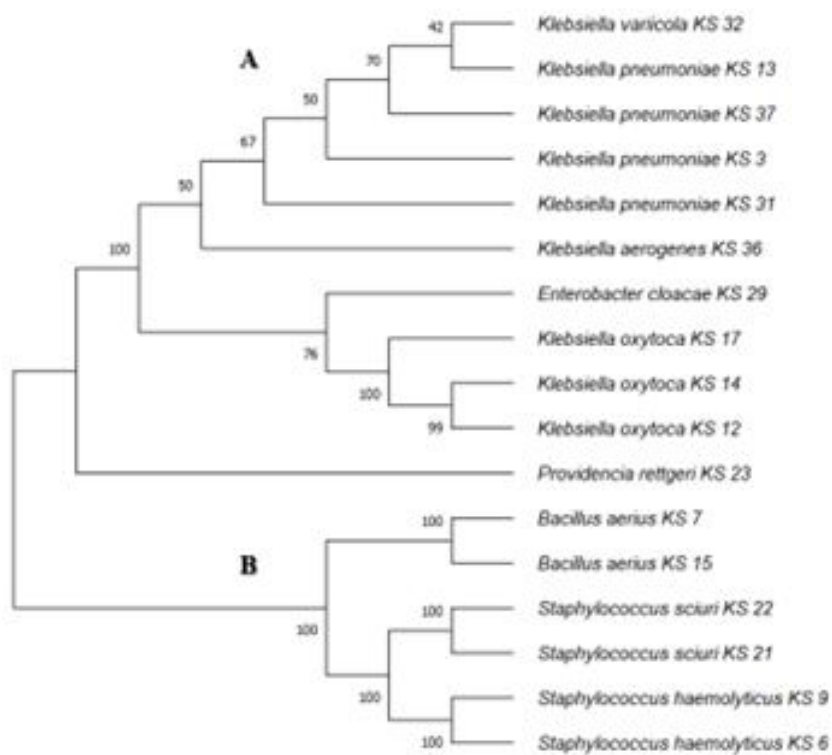 42
Klebsiella variicola KS 32
A
70
Klebsiella pneumoniae KS 13
50
Klebsiella pneumoniae KS 37
67
Klebsiella pneumoniae KS 3
50
Klebsiella pneumoniae KS 31
100
Klebsiella aerogenes KS 36
Enterobacter cloacae KS 29
76
Klebsiella oxytoca KS 17
100
Klebsiella oxytoca KS 14
99
Klebsiella oxytoca KS 12
Providencia rettgeri KS 23
100
Bacillus aerius KS 7
B
Bacillus aerius KS 15
100
100
Staphylococcus sciuri KS 22
Staphylococcus sciuri KS 21
100
Staphylococcus haemolyticus KS 9
100
Staphylococcus haemolyticus KS 6